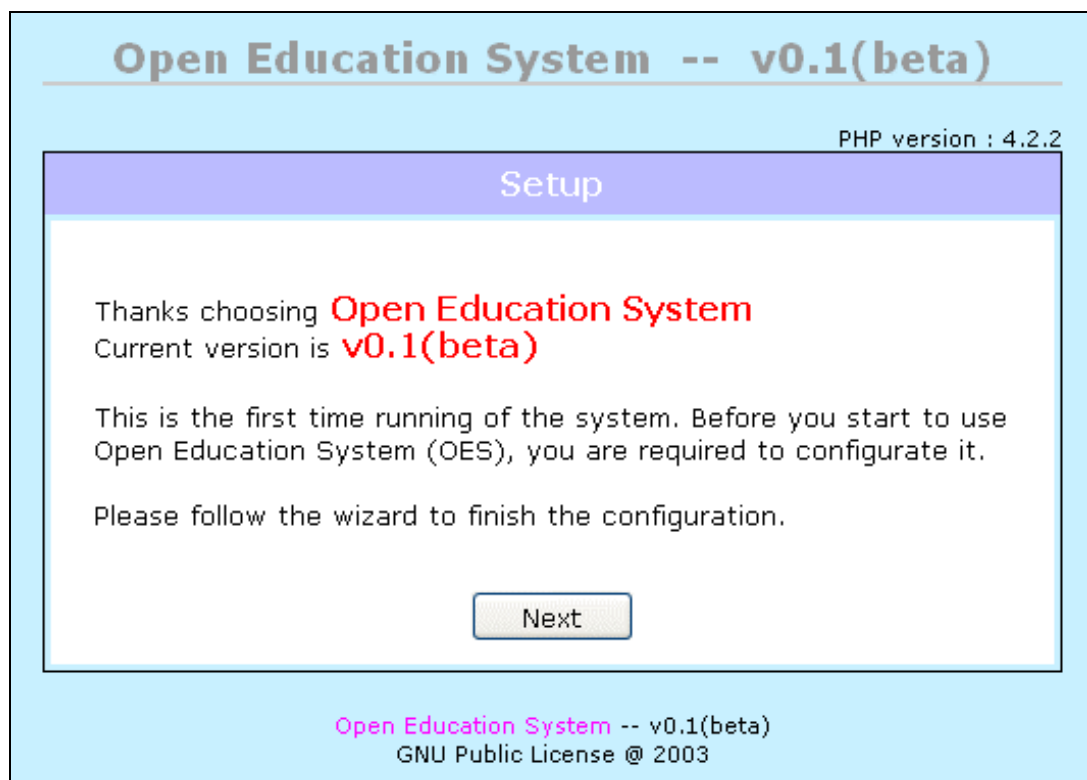 Open Education System -- v0.1(beta)
PHP version : 4.2.2
Setup
Thanks choosing Open Education System
Current version is v0.1(beta)
This is the first time running of the system. Before you start to use
Open Education System (OES), you are required to configurate it.
Please follow the wizard to finish the configuration.
Next
Open Education System -- v0.1(beta)
GNU Public License @ 2003